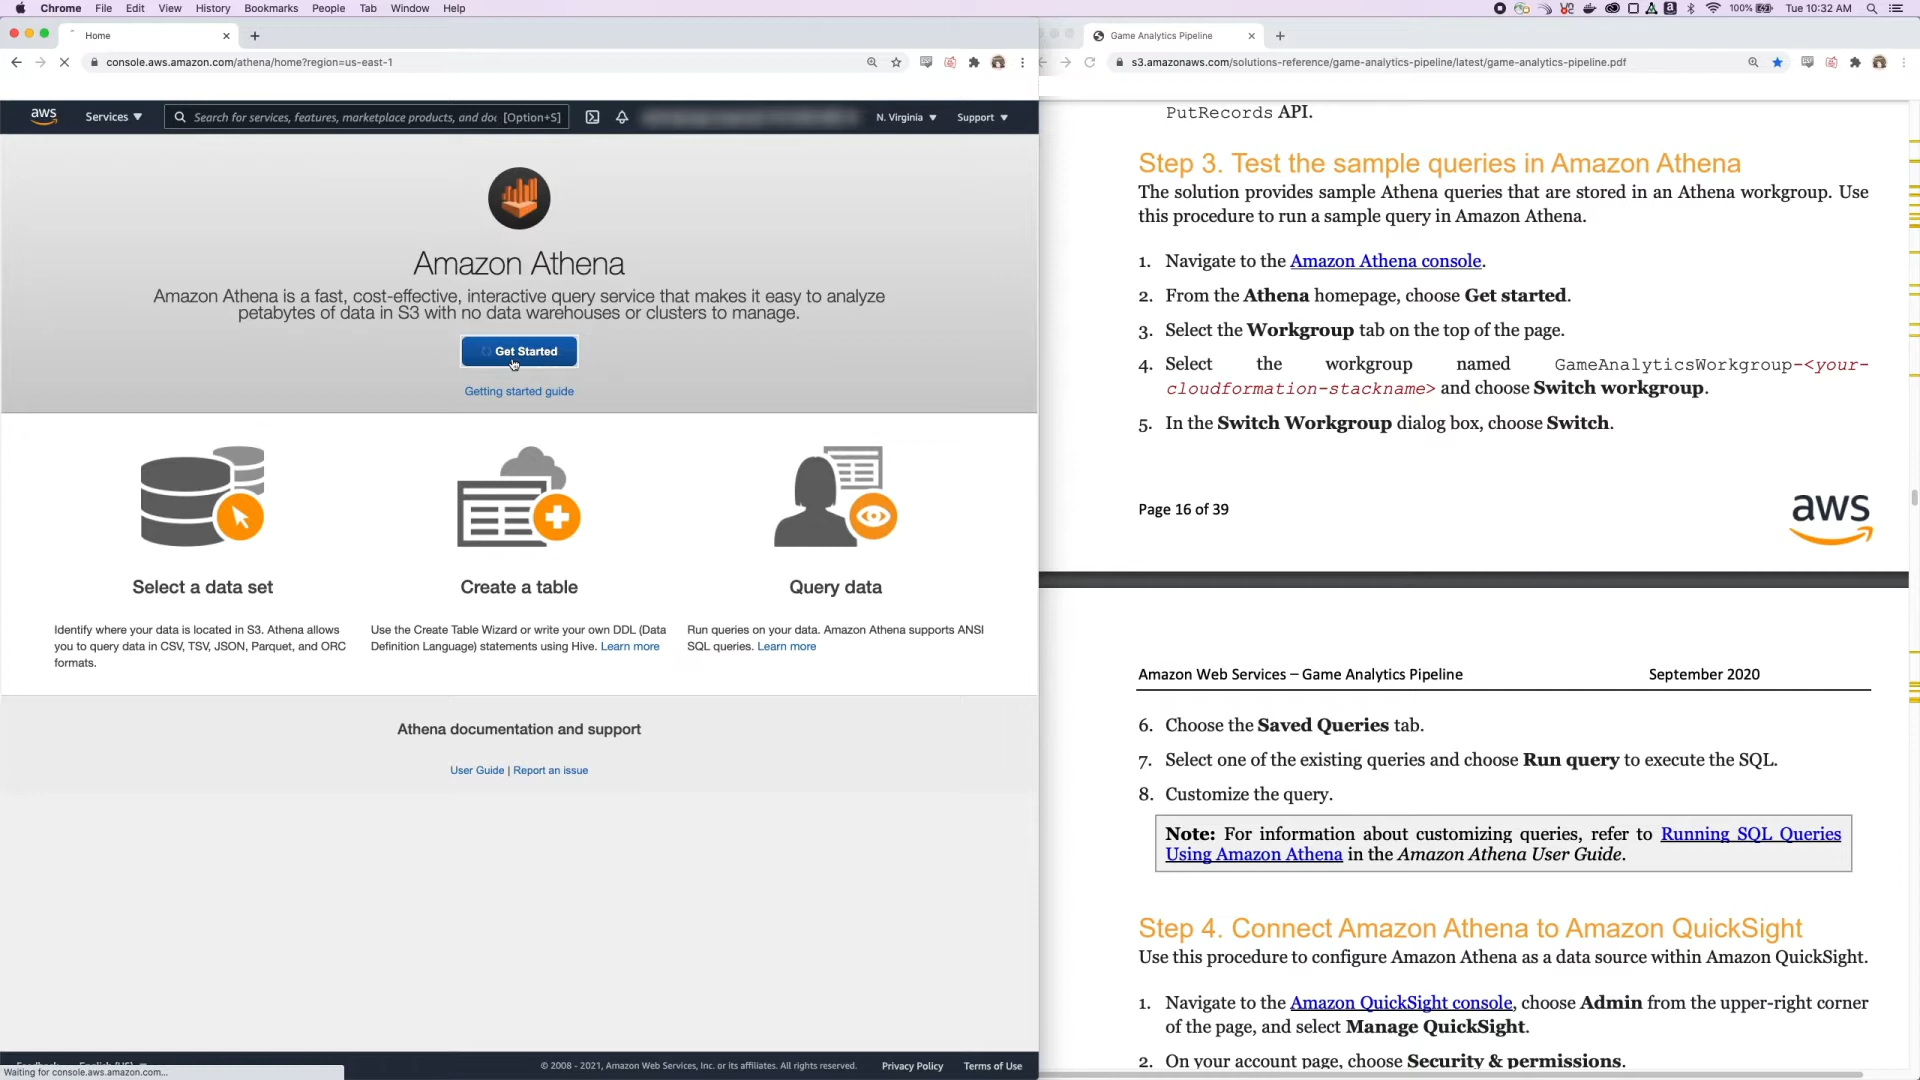 Chrome File Edit View History Bookmarks People Tab Window Help
100% Tue 10:32 AM
Home
Game Analytics Pipeline
console.aws.amazon.com/athena/home?region=us-east-1
s3.amazonaws.com/solutions-reference/game-analytics-pipeline/latest/game-analytics-pipeline.pdf
aws Services Search for services, features, marketplace products, and doc [Option+S] N. Virginia Support
Amazon Athena
Amazon Athena is a fast, cost-effective, interactive query service that makes it easy to analyze
petabytes of data in S3 with no data warehouses or clusters to manage.
Get Started
Getting started guide
Select a data set
Identify where your data is located in S3. Athena allows
you to query data in CSV, TSV, JSON, Parquet, and ORC
formats.
Create a table
Use the Create Table Wizard or write your own DDL (Data
Definition Language) statements using Hive. Learn more
Query data
Run queries on your data. Amazon Athena supports ANSI
SQL queries. Learn more
Athena documentation and support
User Guide | Report an issue
© 2008 - 2021, Amazon Web Services, Inc. or its affiliates. All rights reserved. Privacy Policy Terms of Use
Waiting for console.aws.amazon.com...
PutRecords API.
Step 3. Test the sample queries in Amazon Athena
The solution provides sample Athena queries that are stored in an Athena workgroup. Use
this procedure to run a sample query in Amazon Athena.
1. Navigate to the Amazon Athena console.
2. From the Athena homepage, choose Get started.
3. Select the Workgroup tab on the top of the page.
4. Select the workgroup named GameAnalyticsWorkgroup-<your-
cloudformation-stackname> and choose Switch workgroup.
5. In the Switch Workgroup dialog box, choose Switch.
Page 16 of 39
aws
Amazon Web Services – Game Analytics Pipeline September 2020
6. Choose the Saved Queries tab.
7. Select one of the existing queries and choose Run query to execute the SQL.
8. Customize the query.
Note: For information about customizing queries, refer to Running SQL Queries
Using Amazon Athena in the Amazon Athena User Guide.
Step 4. Connect Amazon Athena to Amazon QuickSight
Use this procedure to configure Amazon Athena as a data source within Amazon QuickSight.
1. Navigate to the Amazon QuickSight console, choose Admin from the upper-right corner
of the page, and select Manage QuickSight.
2. On your account page, choose Security & permissions.